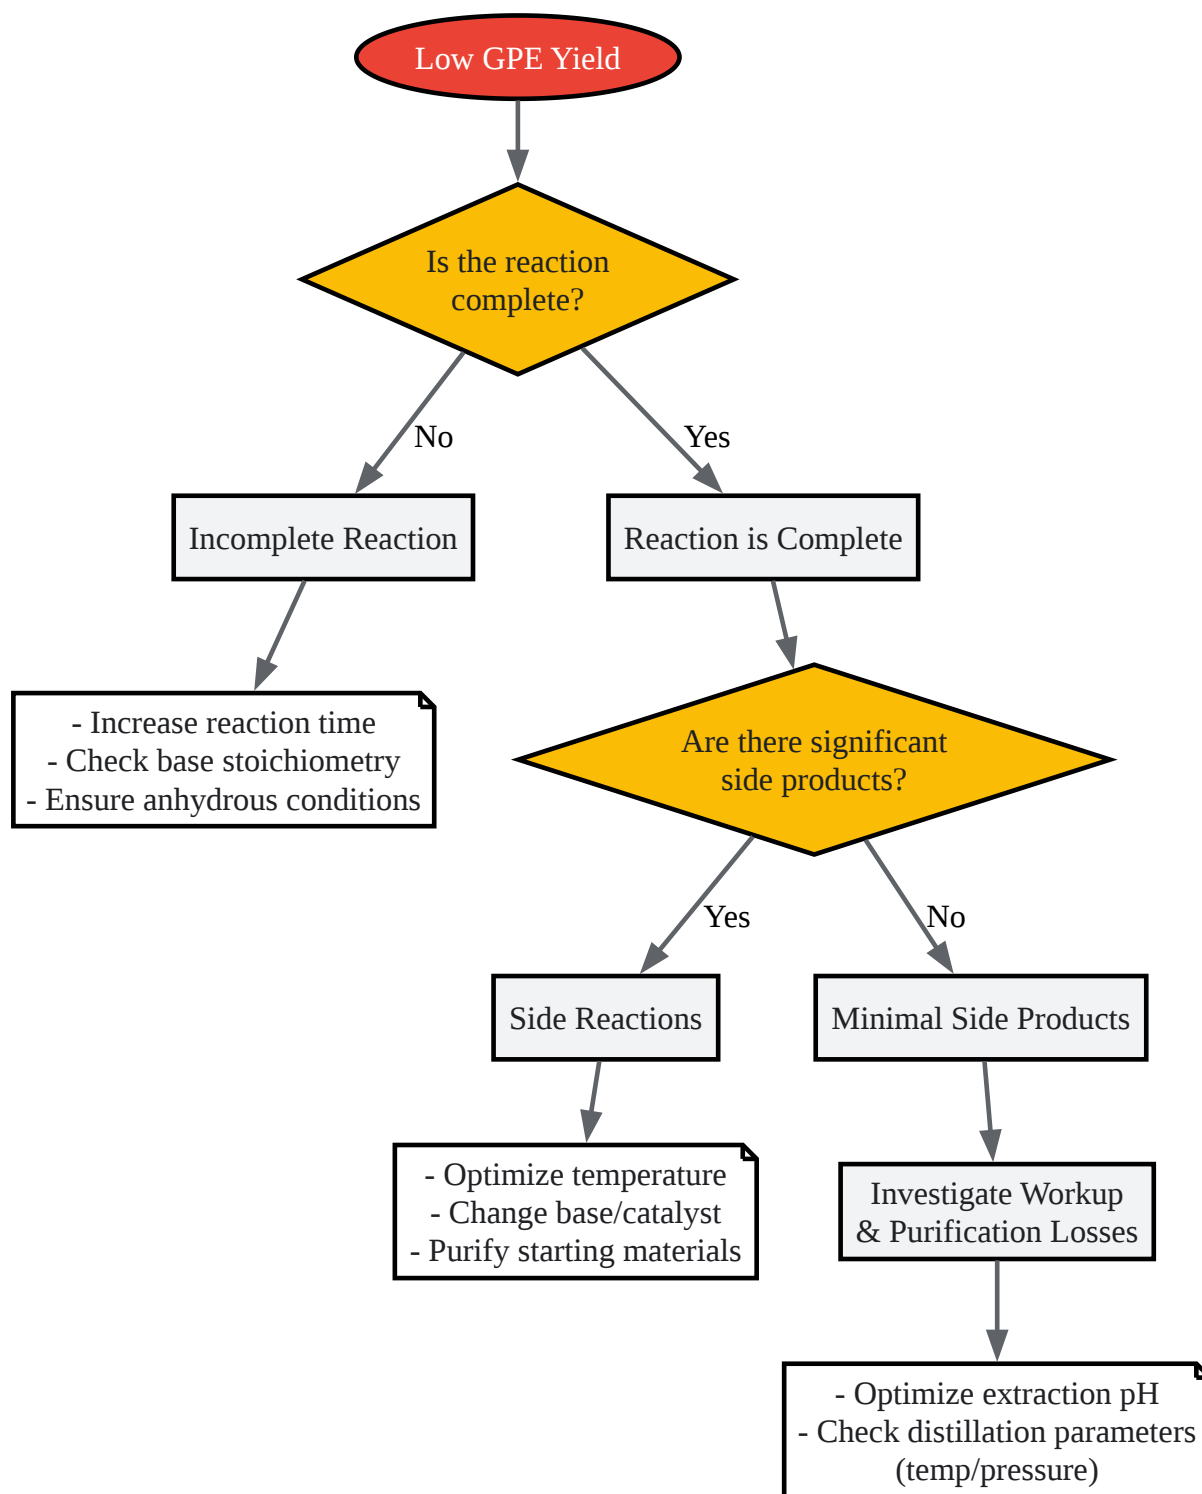 Low GPE Yield
Is the reaction
complete?
No
Yes
Incomplete Reaction
Reaction is Complete
- Increase reaction time
- Check base stoichiometry
- Ensure anhydrous conditions
Are there significant
side products?
Yes
No
Side Reactions
Minimal Side Products
- Optimize temperature
- Change base/catalyst
- Purify starting materials
Investigate Workup
& Purification Losses
- Optimize extraction pH
- Check distillation parameters
(temp/pressure)